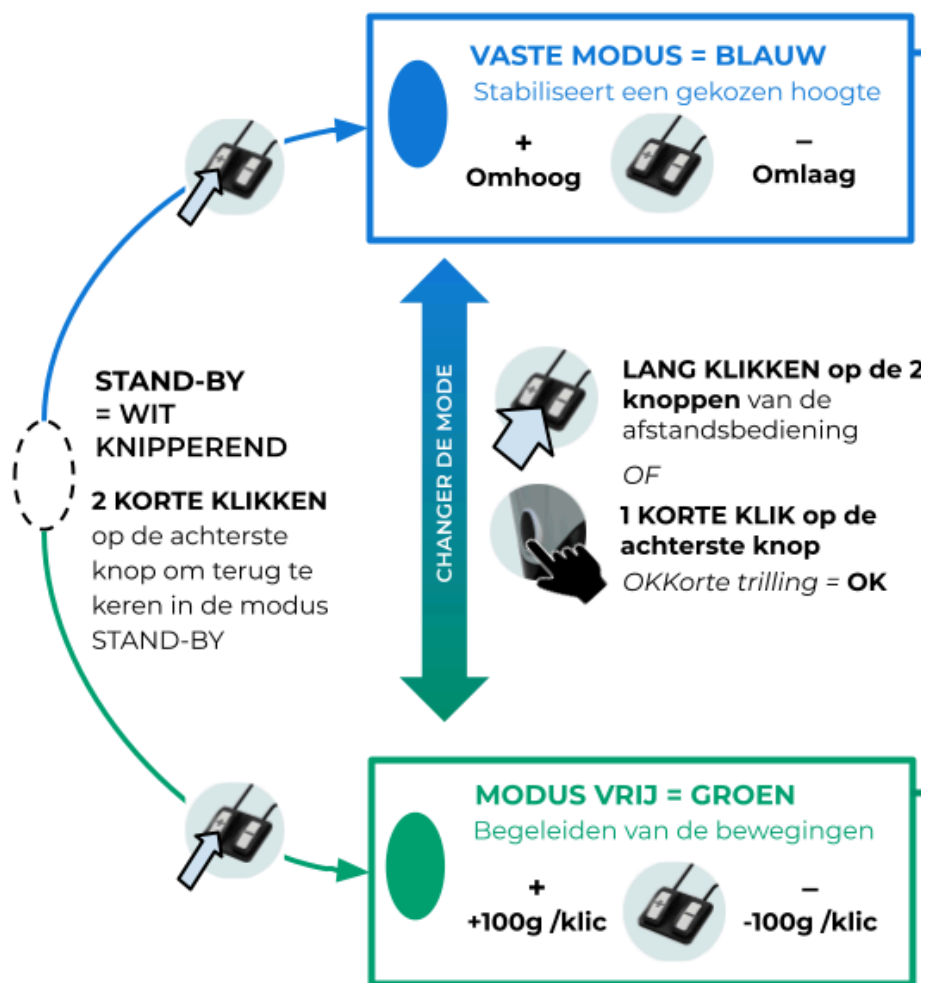 VASTE MODUS = BLAUW
Stabiliseert een gekozen hoogte
+
Omhoog
–
Omlaag
STAND-BY
= WIT
KNIPPEREND
2 KORTE KLIKKEN
op de achterste
knop om terug te
keren in de modus
STAND-BY
CHANGER DE MODE
LANG KLIKKEN op de 2
knoppen van de
afstandsbediening
OF
1 KORTE KLIK op de
achterste knop
OKKorte trilling = OK
MODUS VRIJ = GROEN
Begeleiden van de bewegingen
+
+100g /klic
–
-100g /klic